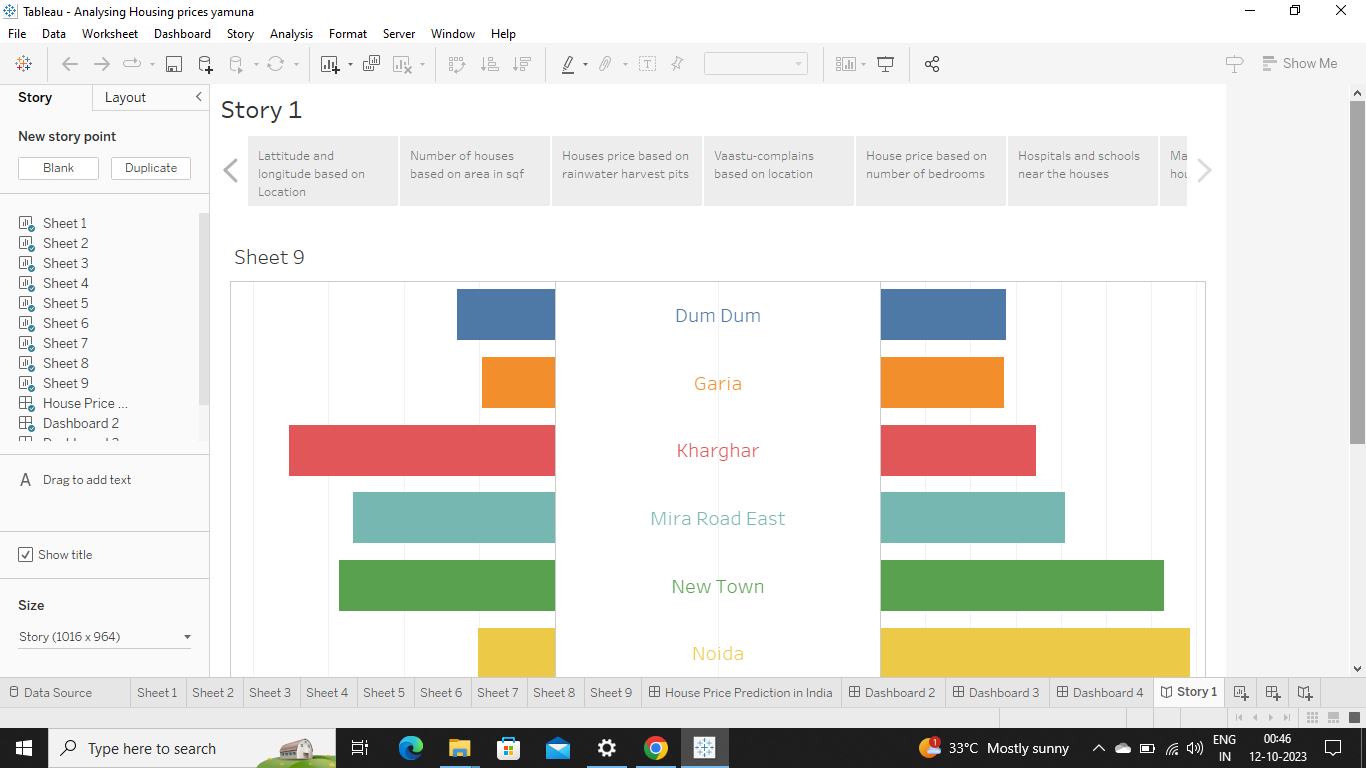 Tableau - Analysing Housing prices yamuna
File Data Worksheet Dashboard Story Analysis Format Server Window Help
Show Me
Story Layout
New story point
Blank Duplicate
Sheet 1
Sheet 2
Sheet 3
Sheet 4
Sheet 5
Sheet 6
Sheet 7
Sheet 8
Sheet 9
House Price ...
Dashboard 2
A Drag to add text
Show title
Size
Story (1016 x 964)
Story 1
Lattitude and
longitude based on
Location
Number of houses
based on area in sqf
Houses price based on
rainwater harvest pits
Vaastu-complains
based on location
House price based on
number of bedrooms
Hospitals and schools
near the houses
Sheet 9
Dum Dum
Garia
Kharghar
Mira Road East
New Town
Noida
Data Source Sheet 1 Sheet 2 Sheet 3 Sheet 4 Sheet 5 Sheet 6 Sheet 7 Sheet 8 Sheet 9 House Price Prediction in India Dashboard 2 Dashboard 3 Dashboard 4 Story 1
Type here to search
1
33°C Mostly sunny
ENG
IN
00:46
12-10-2023